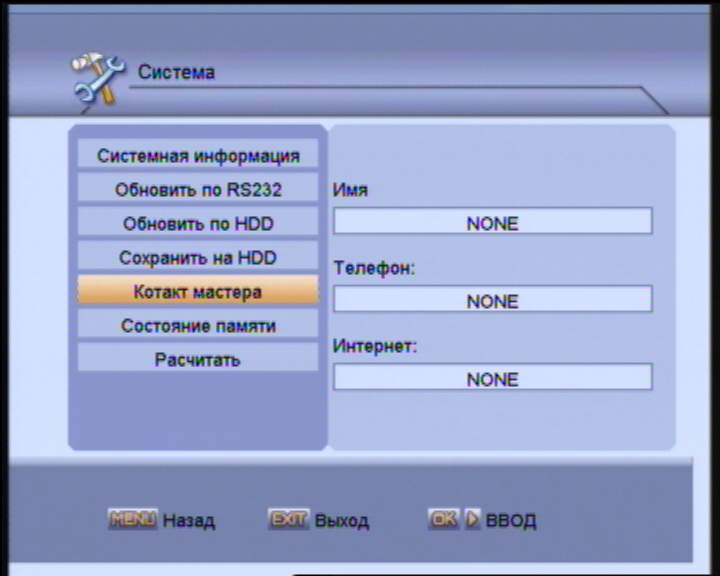 Система
Системная информация
Обновить по RS232
Обновить по HDD
Сохранить на HDD
Котакт мастера
Состояние памяти
Расчитать
Имя
NONE
Телефон:
NONE
Интернет:
NONE
MENU Назад EXIT Выход OK ВВОД